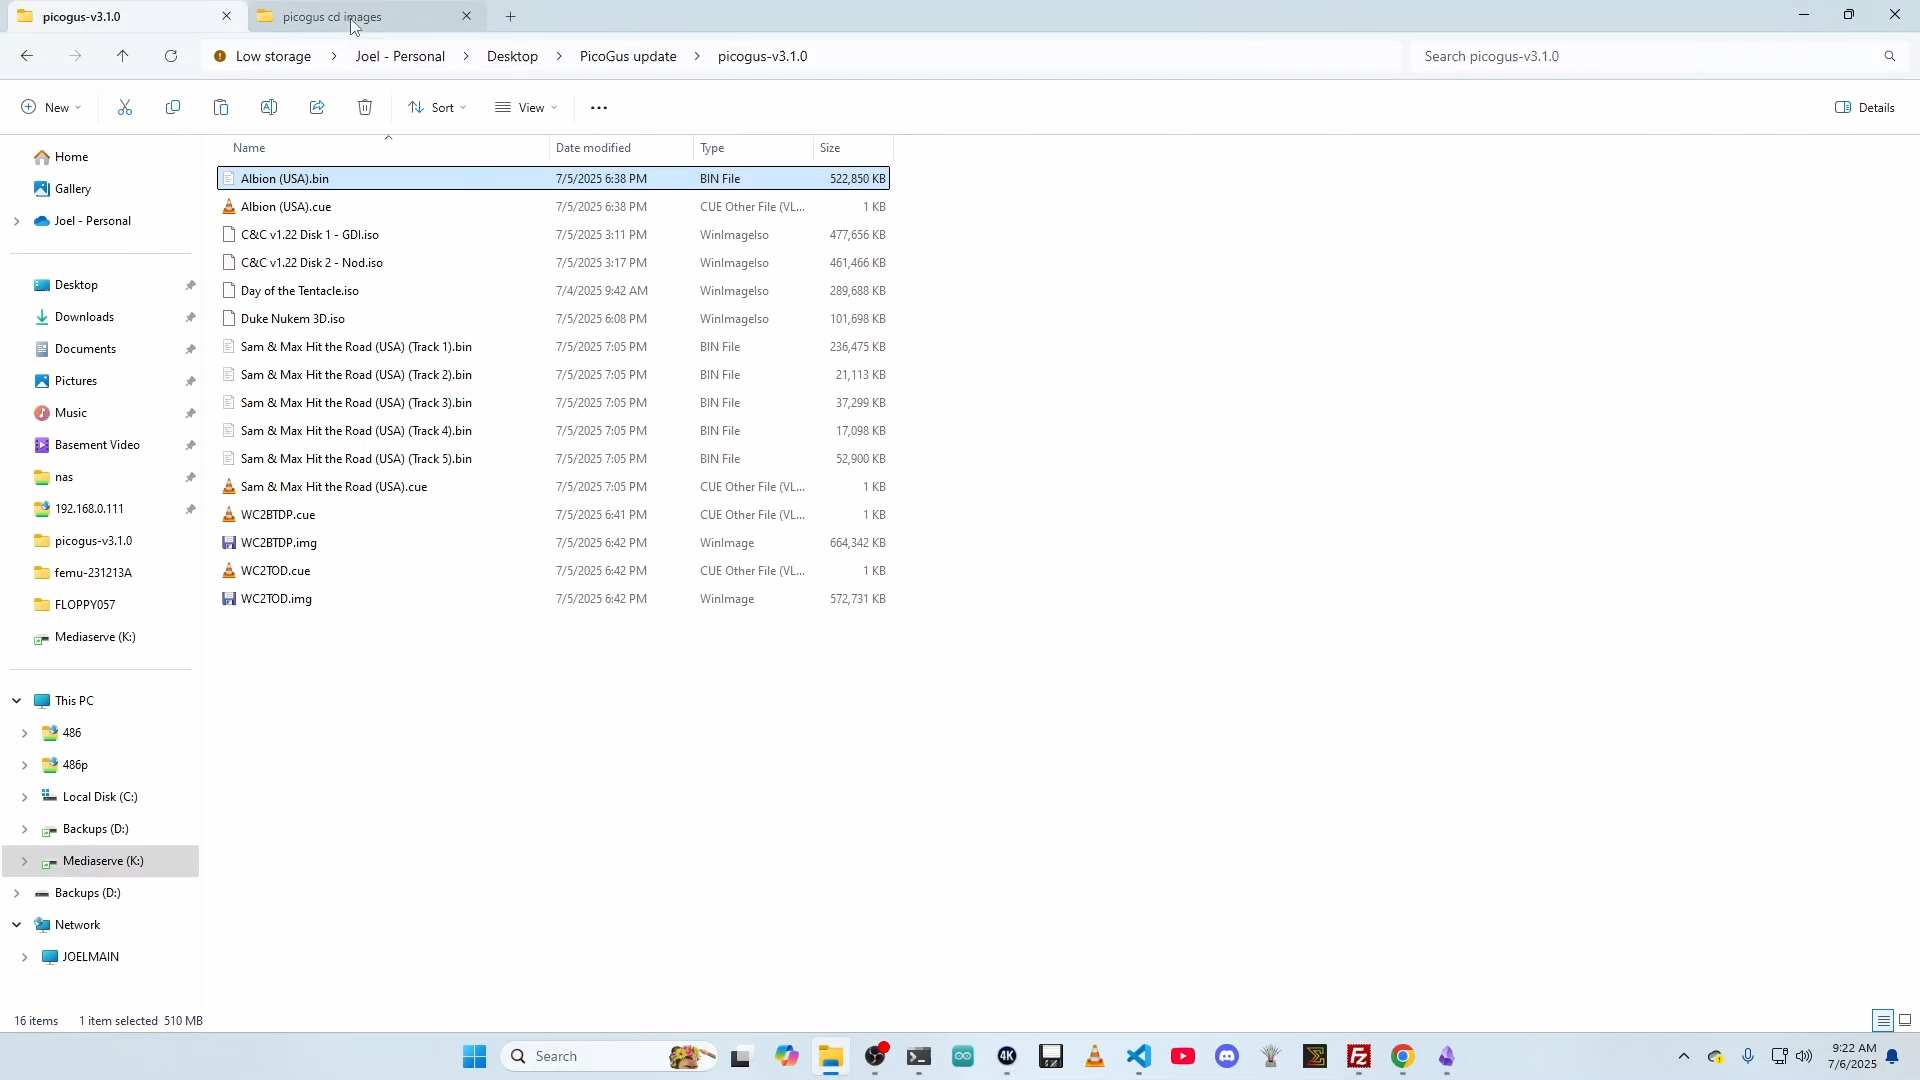 picogus-v3.1.0
picogus cd images
Low storage > Joel - Personal > Desktop > PicoGus update > picogus-v3.1.0
Search picogus-v3.1.0
New
Sort
View
Details
Name Date modified Type Size
Albion (USA).bin 7/5/2025 6:38 PM BIN File 522,850 KB
Albion (USA).cue 7/5/2025 6:38 PM CUE Other File (VL... 1 KB
C&C v1.22 Disk 1 - GDI.iso 7/5/2025 3:11 PM WinImageIso 477,656 KB
C&C v1.22 Disk 2 - Nod.iso 7/5/2025 3:17 PM WinImageIso 461,466 KB
Day of the Tentacle.iso 7/4/2025 9:42 AM WinImageIso 289,688 KB
Duke Nukem 3D.iso 7/5/2025 6:08 PM WinImageIso 101,698 KB
Sam & Max Hit the Road (USA) (Track 1).bin 7/5/2025 7:05 PM BIN File 236,475 KB
Sam & Max Hit the Road (USA) (Track 2).bin 7/5/2025 7:05 PM BIN File 21,113 KB
Sam & Max Hit the Road (USA) (Track 3).bin 7/5/2025 7:05 PM BIN File 37,299 KB
Sam & Max Hit the Road (USA) (Track 4).bin 7/5/2025 7:05 PM BIN File 17,098 KB
Sam & Max Hit the Road (USA) (Track 5).bin 7/5/2025 7:05 PM BIN File 52,900 KB
Sam & Max Hit the Road (USA).cue 7/5/2025 7:05 PM CUE Other File (VL... 1 KB
WC2BTDP.cue 7/5/2025 6:41 PM CUE Other File (VL... 1 KB
WC2BTDP.img 7/5/2025 6:42 PM WinImage 664,342 KB
WC2TOD.cue 7/5/2025 6:42 PM CUE Other File (VL... 1 KB
WC2TOD.img 7/5/2025 6:42 PM WinImage 572,731 KB
Home
Gallery
Joel - Personal
Desktop
Downloads
Documents
Pictures
Music
Basement Video
nas
192.168.0.111
picogus-v3.1.0
femu-231213A
FLOPPY057
Mediaserve (K:)
This PC
486
486p
Local Disk (C:)
Backups (D:)
Mediaserve (K:)
Backups (D:)
Network
JOELMAIN
16 items 1 item selected 510 MB
Search
4K
9:22 AM
7/6/2025